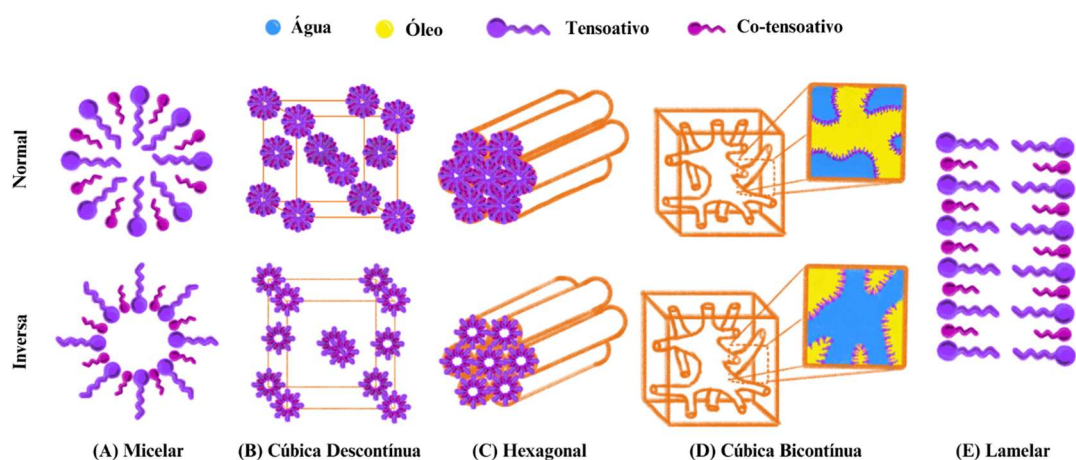 Água Óleo Tensoativo Co-tensoativo
Normal
Inversa
(A) Micelar (B) Cúbica Descontínua (C) Hexagonal (D) Cúbica Bicontínua (E) Lamelar